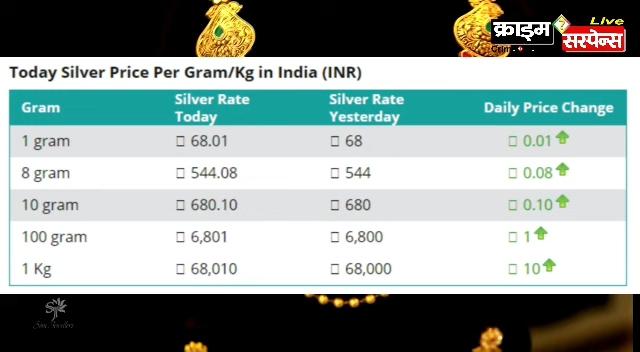 क्राइम 7 Live
Crime
सस्पेन्स
Today Silver Price Per Gram/Kg in India (INR)
Gram Silver Rate Today Silver Rate Yesterday Daily Price Change
1 gram 68.01 68 0.01
8 gram 544.08 544 0.08
10 gram 680.10 680 0.10
100 gram 6,801 6,800 1
1 Kg 68,010 68,000 10